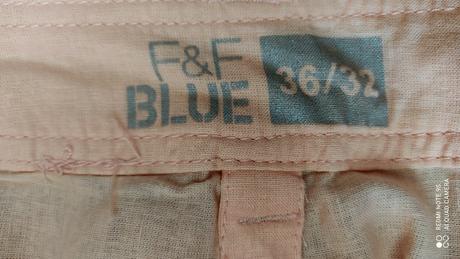 F&F
BLUE
36/32
REDMI NOTE 9S
AI QUAD CAMERA